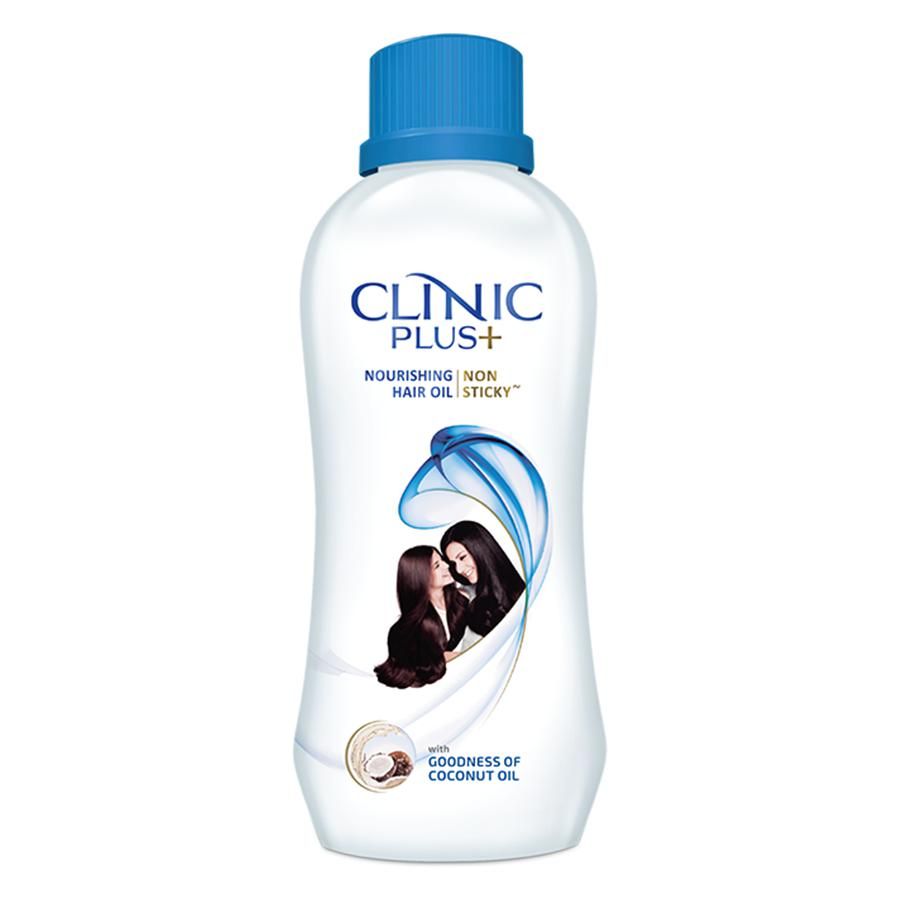 CLINIC
PLUS+
NOURISHING
HAIR OIL
NON
STICKY~
with
GOODNESS OF
COCONUT OIL